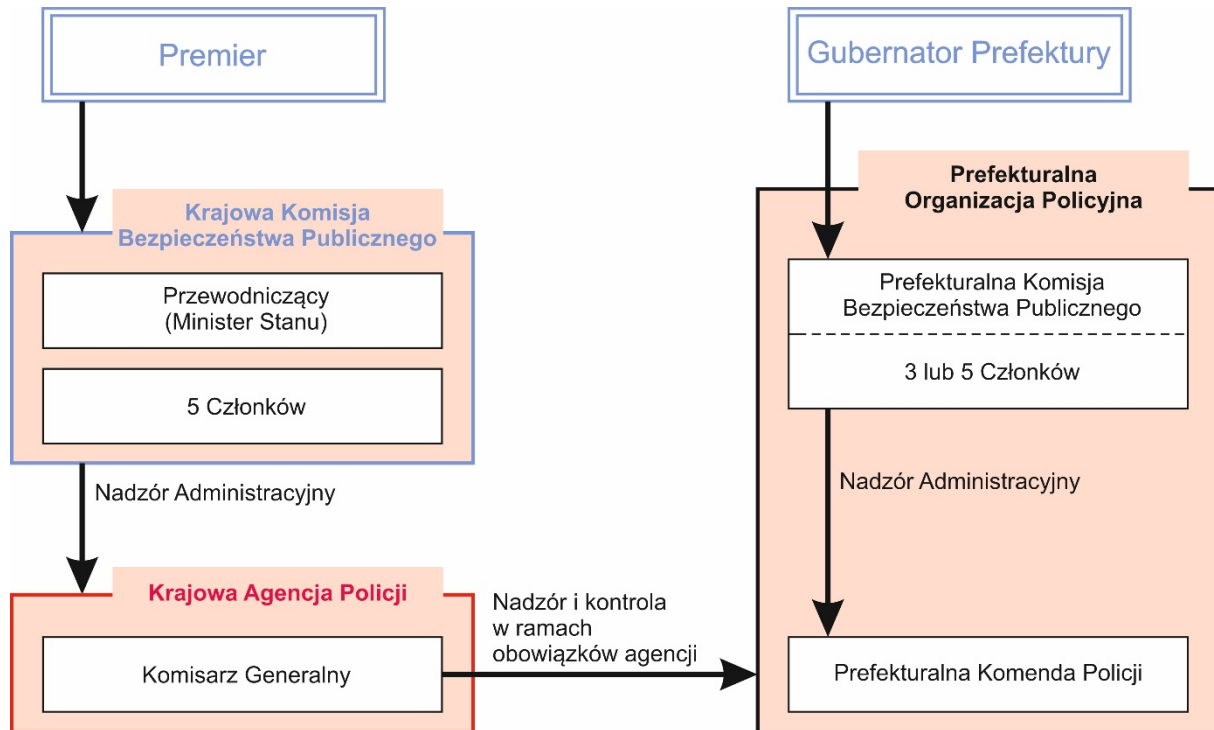 Premier
Gubernator Prefektury
Krajowa Komisja
Bezpieczeństwa Publicznego
Przewodniczący
(Minister Stanu)
5 Członków
Nadzór Administracyjny
Krajowa Agencja Policji
Komisarz Generalny
Nadzór i kontrola
w ramach
obowiązków agencji
Prefekturalna
Organizacja Policyjna
Prefekturalna Komisja
Bezpieczeństwa Publicznego
3 lub 5 Członków
Nadzór Administracyjny
Prefekturalna Komenda Policji